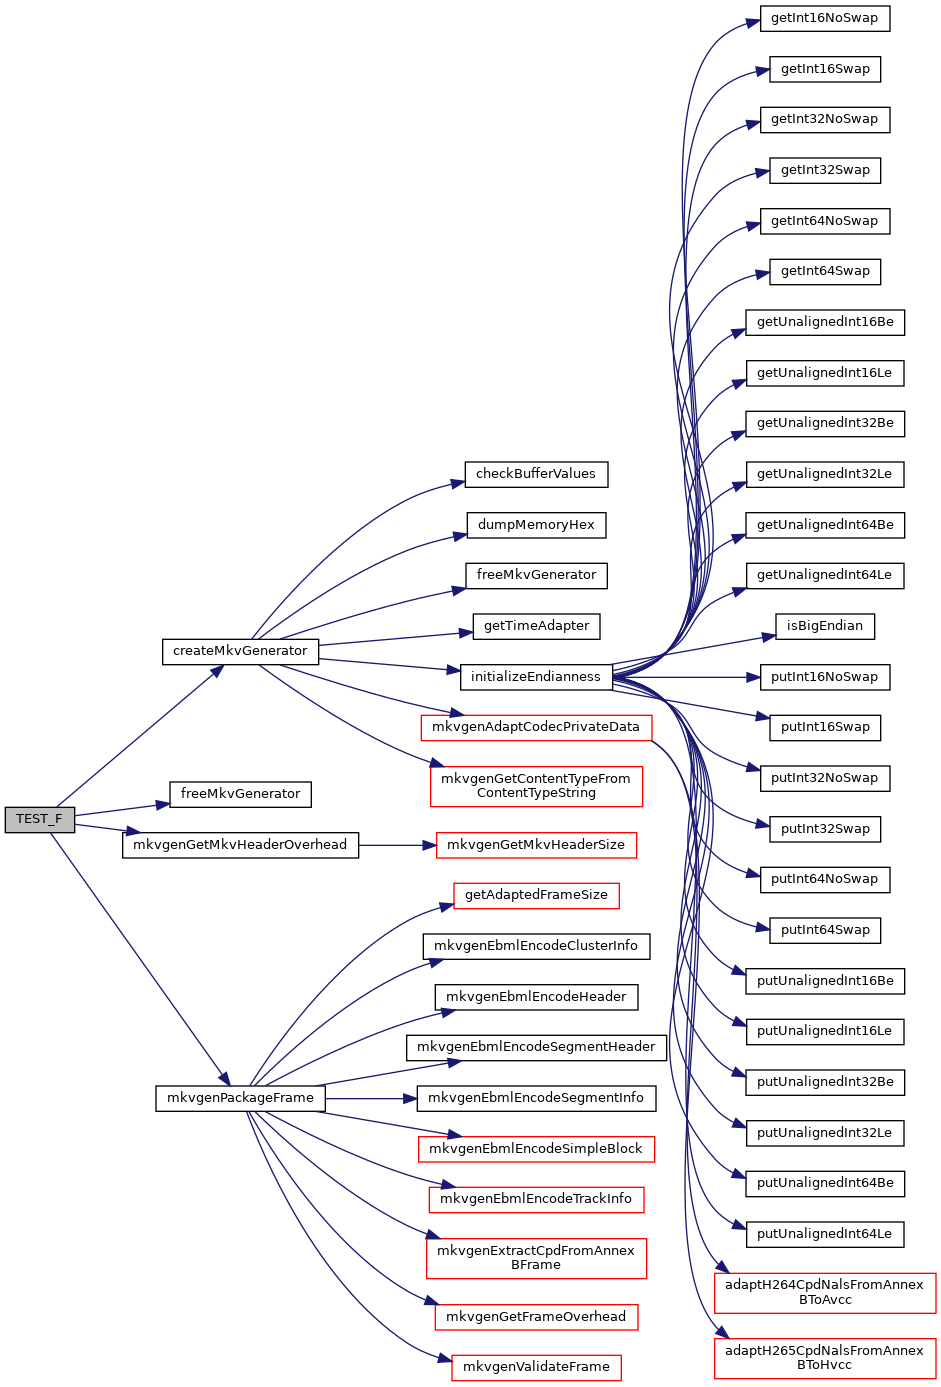 TEST_F
createMkvGenerator
freeMkvGenerator
mkvgenGetMkvHeaderOverhead
mkvgenPackageFrame
checkBufferValues
dumpMemoryHex
freeMkvGenerator
getTimeAdapter
initializeEndianness
mkvgenAdaptCodecPrivateData
mkvgenGetContentTypeFrom
ContentTypeString
mkvgenGetMkvHeaderSize
getAdaptedFrameSize
mkvgenEbmlEncodeClusterInfo
mkvgenEbmlEncodeHeader
mkvgenEbmlEncodeSegmentHeader
mkvgenEbmlEncodeSegmentInfo
mkvgenEbmlEncodeSimpleBlock
mkvgenEbmlEncodeTrackInfo
mkvgenExtractCpdFromAnnex
BFrame
mkvgenGetFrameOverhead
mkvgenValidateFrame
getInt16NoSwap
getInt16Swap
getInt32NoSwap
getInt32Swap
getInt64NoSwap
getInt64Swap
getUnalignedInt16Be
getUnalignedInt16Le
getUnalignedInt32Be
getUnalignedInt32Le
getUnalignedInt64Be
getUnalignedInt64Le
isBigEndian
putInt16NoSwap
putInt16Swap
putInt32NoSwap
putInt32Swap
putInt64NoSwap
putInt64Swap
putUnalignedInt16Be
putUnalignedInt16Le
putUnalignedInt32Be
putUnalignedInt32Le
putUnalignedInt64Be
putUnalignedInt64Le
adaptH264CpdNalsFromAnnex
BToAvcc
adaptH265CpdNalsFromAnnex
BToHvcc